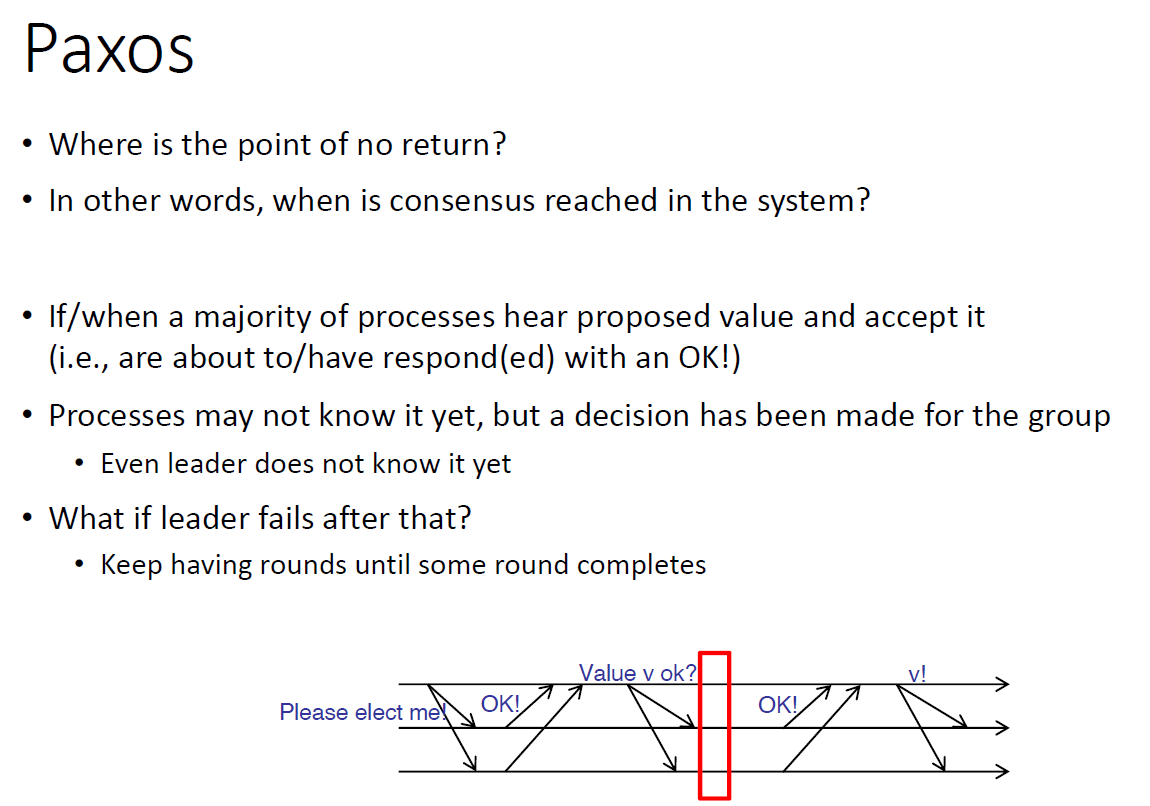 Paxos
• Where is the point of no return?
• In other words, when is consensus reached in the system?
• If/when a majority of processes hear proposed value and accept it
(i.e., are about to/have respond(ed) with an OK!)
• Processes may not know it yet, but a decision has been made for the group
• Even leader does not know it yet
• What if leader fails after that?
• Keep having rounds until some round completes
Please elect me!
OK!
Value v ok?
OK!
v!